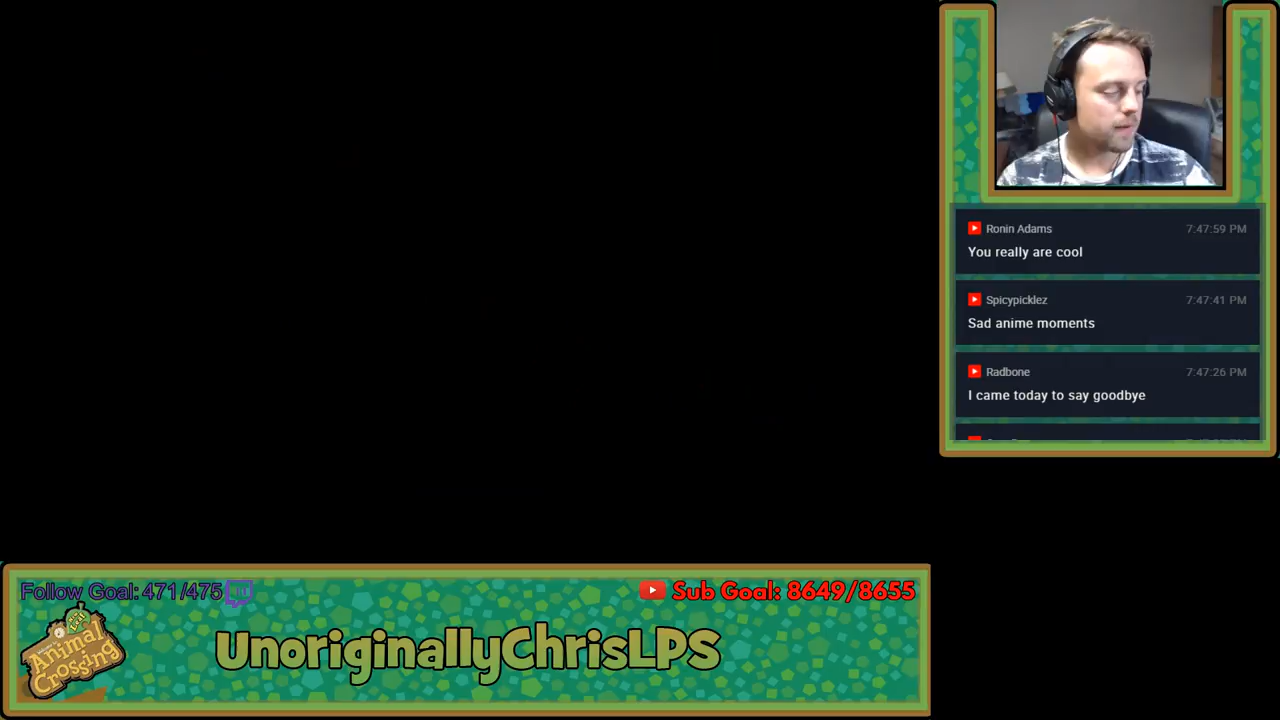 Ronin Adams 7:47:59 PM
You really are cool
Spicypicklez 7:47:41 PM
Sad anime moments
Radbone 7:47:26 PM
I came today to say goodbye
Follow Goal: 471/475
Sub Goal: 8649/8655
Animal
Crossing
UnoriginallyChrisLPS